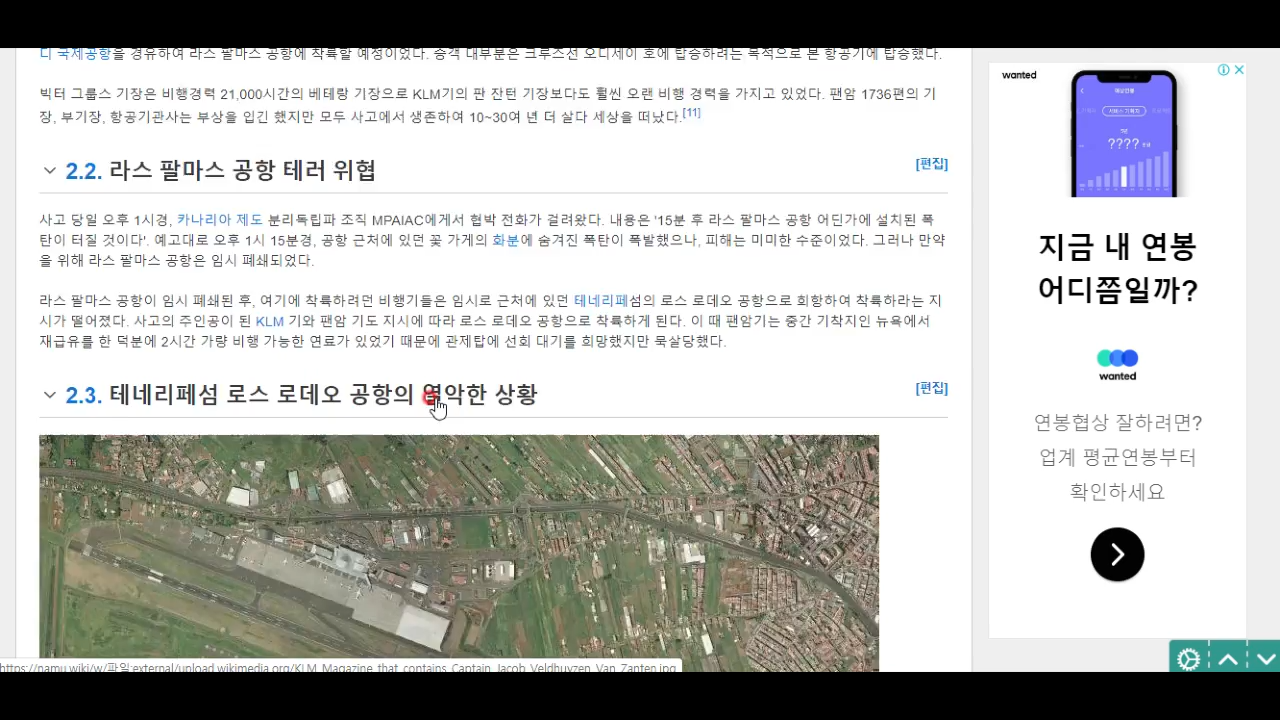 디 국제공항을 경유하여 라스 팔마스 공항에 착륙할 예정이었다. 승객 대부분은 크루즈선 오디세이 호에 탑승하려는 목적으로 본 항공기에 탑승했다.
빅터 그룹스 기장은 비행경력 21,000시간의 베테랑 기장으로 KLM기의 판 잔턴 기장보다도 훨씬 오랜 비행 경력을 가지고 있었다. 팬암 1736편의 기
장, 부기장, 항공기관사는 부상을 입긴 했지만 모두 사고에서 생존하여 10~30여 년 더 살다 세상을 떠났다.[11]
2.2. 라스 팔마스 공항 테러 위협 [편집]
사고 당일 오후 1시경, 카나리아 제도 분리독립파 조직 MPAIAC에게서 협박 전화가 걸려왔다. 내용은 '15분 후 라스 팔마스 공항 어딘가에 설치된 폭
탄이 터질 것이다'. 예고대로 오후 1시 15분경, 공항 근처에 있던 꽃 가게의 화분에 숨겨진 폭탄이 폭발했으나, 피해는 미미한 수준이었다. 그러나 만약
을 위해 라스 팔마스 공항은 임시 폐쇄되었다.
라스 팔마스 공항이 임시 폐쇄된 후, 여기에 착륙하려던 비행기들은 임시로 근처에 있던 테네리페섬의 로스 로데오 공항으로 회항하여 착륙하라는 지
시가 떨어졌다. 사고의 주인공이 된 KLM 기와 팬암 기도 지시에 따라 로스 로데오 공항으로 착륙하게 된다. 이 때 팬암기는 중간 기착지인 뉴욕에서
재급유를 한 덕분에 2시간 가량 비행 가능한 연료가 있었기 때문에 관제탑에 선회 대기를 희망했지만 묵살당했다.
2.3. 테네리페섬 로스 로데오 공항의 열악한 상황 [편집]
https://namu.wiki/w/파일:external/upload.wikimedia.org/KLM_Magazine_that_contains_Captain_Jacob_Veldhuyzen_Van_Zanten.jpg
wanted
????
지금 내 연봉
어디쯤일까?
wanted
연봉협상 잘하려면?
업계 평균연봉부터
확인하세요